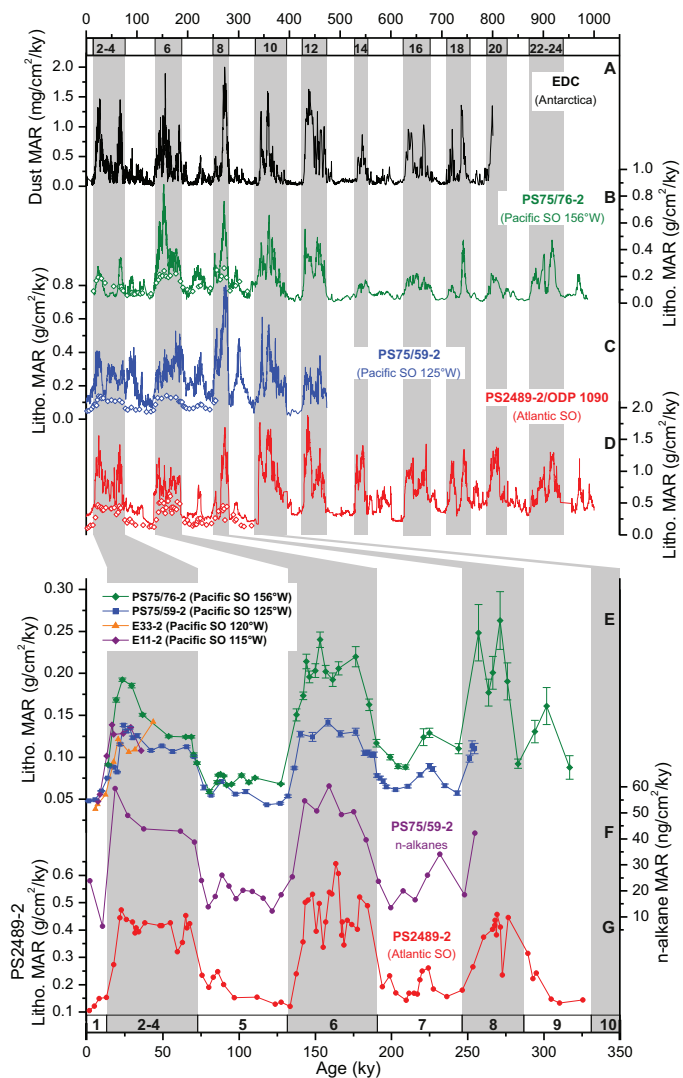 0 50 100 150 200 250 300 350 400 450 500 550 600 650 700 750 800 850 900 950 1000
2-4 6 8 10 12 14 16 18 20 22-24
A
EDC
(Antarctica)
Dust MAR (mg/cm²/ky)
2.0
1.5
1.0
0.5
0.0
B
PS75/76-2
(Pacific SO 156°W)
Litho. MAR (g/cm²/ky)
1.0
0.8
0.6
0.4
0.2
0.0
C
PS75/59-2
(Pacific SO 125°W)
Litho. MAR (g/cm²/ky)
0.8
0.4
0.0
PS2489-2/ODP 1090
(Atlantic SO)
D
Litho. MAR (g/cm²/ky)
2.0
1.5
1.0
0.5
0.0
E
PS75/76-2 (Pacific SO 156°W)
PS75/59-2 (Pacific SO 125°W)
E33-2 (Pacific SO 120°W)
E11-2 (Pacific SO 115°W)
Litho. MAR (g/cm²/ky)
0.30
0.25
0.20
0.15
0.10
0.05
F
PS75/59-2
n-alkanes
n-alkane MAR (ng/cm²/ky)
60
50
40
30
20
10
G
PS2489-2
(Atlantic SO)
PS2489-2
Litho. MAR (g/cm²/ky)
0.6
0.5
0.4
0.3
0.2
0.1
1 2-4 5 6 7 8 9 10
0 50 100 150 200 250 300 350
Age (ky)